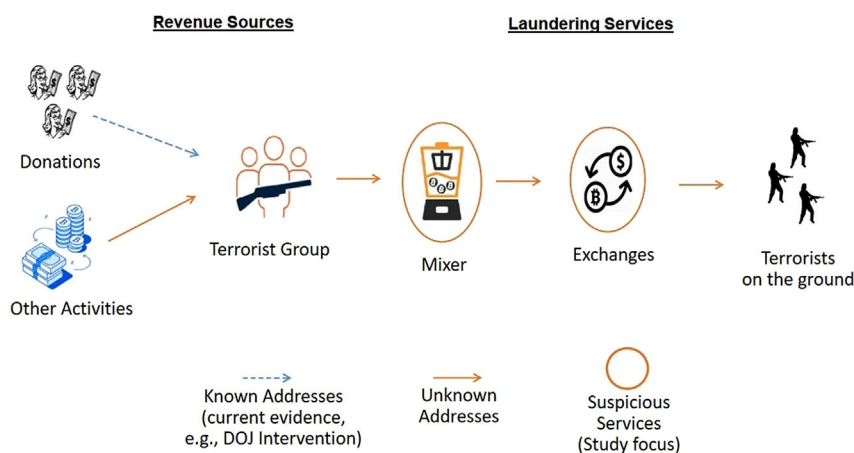 Revenue Sources
Laundering Services
Donations
Other Activities
Terrorist Group
Mixer
Exchanges
Terrorists
on the ground
Known Addresses
(current evidence,
e.g., DOJ Intervention)
Unknown
Addresses
Suspicious
Services
(Study focus)